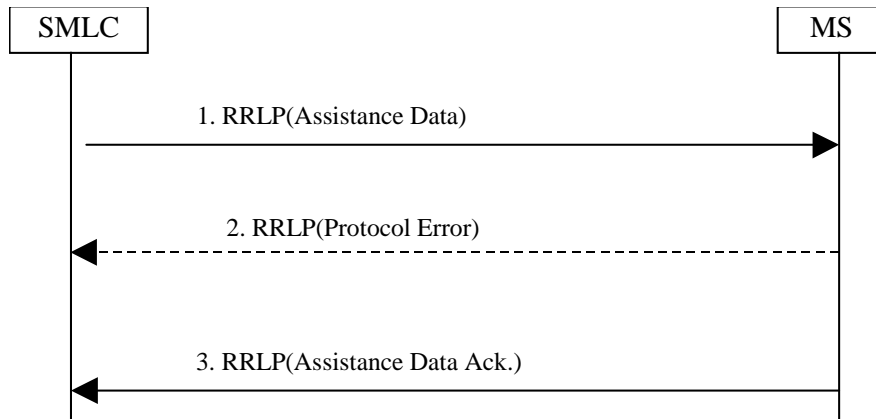 SMLC
MS
1. RRLP(Assistance Data)
2. RRLP(Protocol Error)
3. RRLP(Assistance Data Ack.)